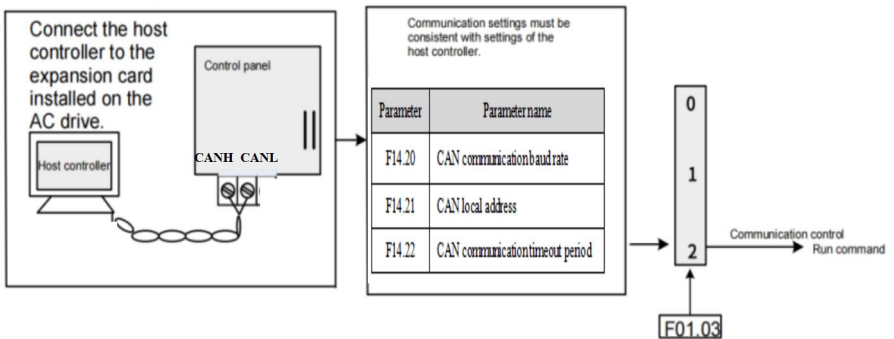 Connect the host
controller to the
expansion card
installed on the
AC drive.
Control panel
CANH CANL
Host controller
Communication settings must be
consistent with settings of the
host controller.
Parameter Parameter name
F14.20 CAN communication baud rate
F14.21 CAN local address
F14.22 CAN communication timeout period
0
1
2
Communication control
Run command
F01.03